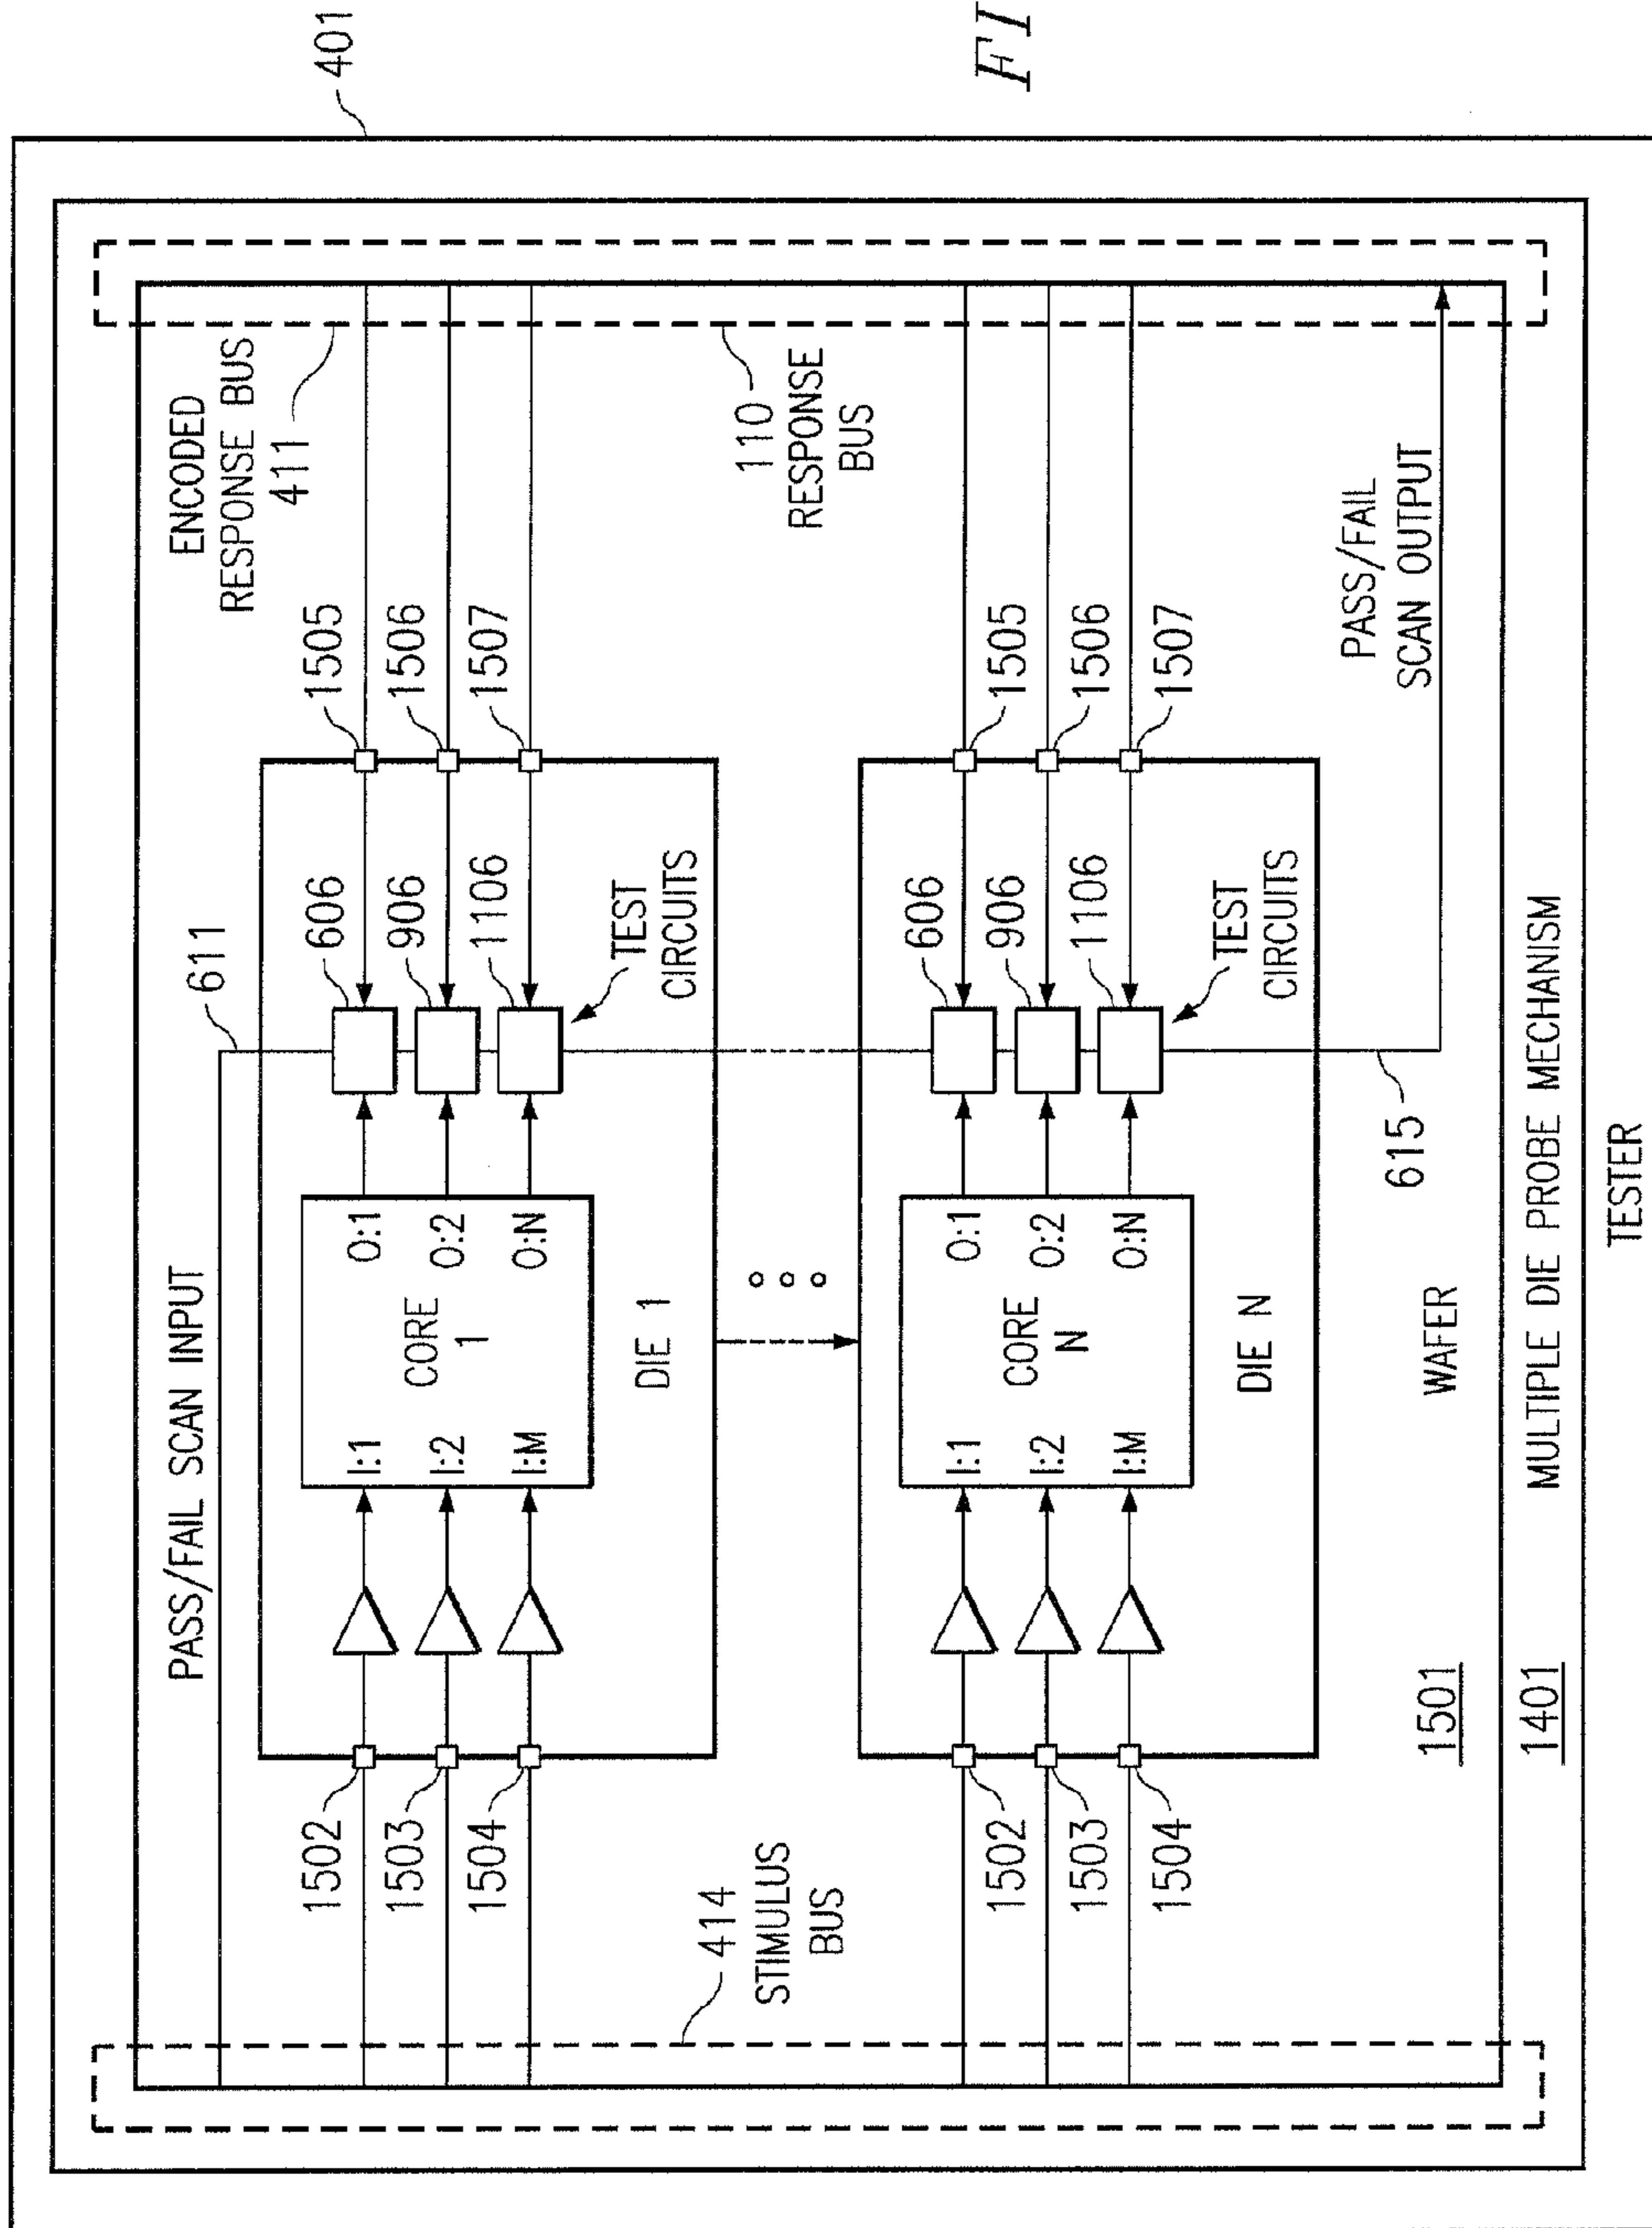 401
FI
ENCODED
RESPONSE BUS
411
110
RESPONSE
BUS
PASS/FAIL SCAN INPUT
611
PASS/FAIL
SCAN OUTPUT
615
414
STIMULUS
BUS
1502
1503
1504
I:1
I:2
I:M
CORE
1
O:1
O:2
O:N
606
906
1106
TEST
CIRCUITS
1505
1506
1507
DIE 1
1502
1503
1504
I:1
I:2
I:M
CORE
N
O:1
O:2
O:N
606
906
1106
TEST
CIRCUITS
1505
1506
1507
DIE N
1501
WAFER
1401
MULTIPLE DIE PROBE MECHANISM
TESTER